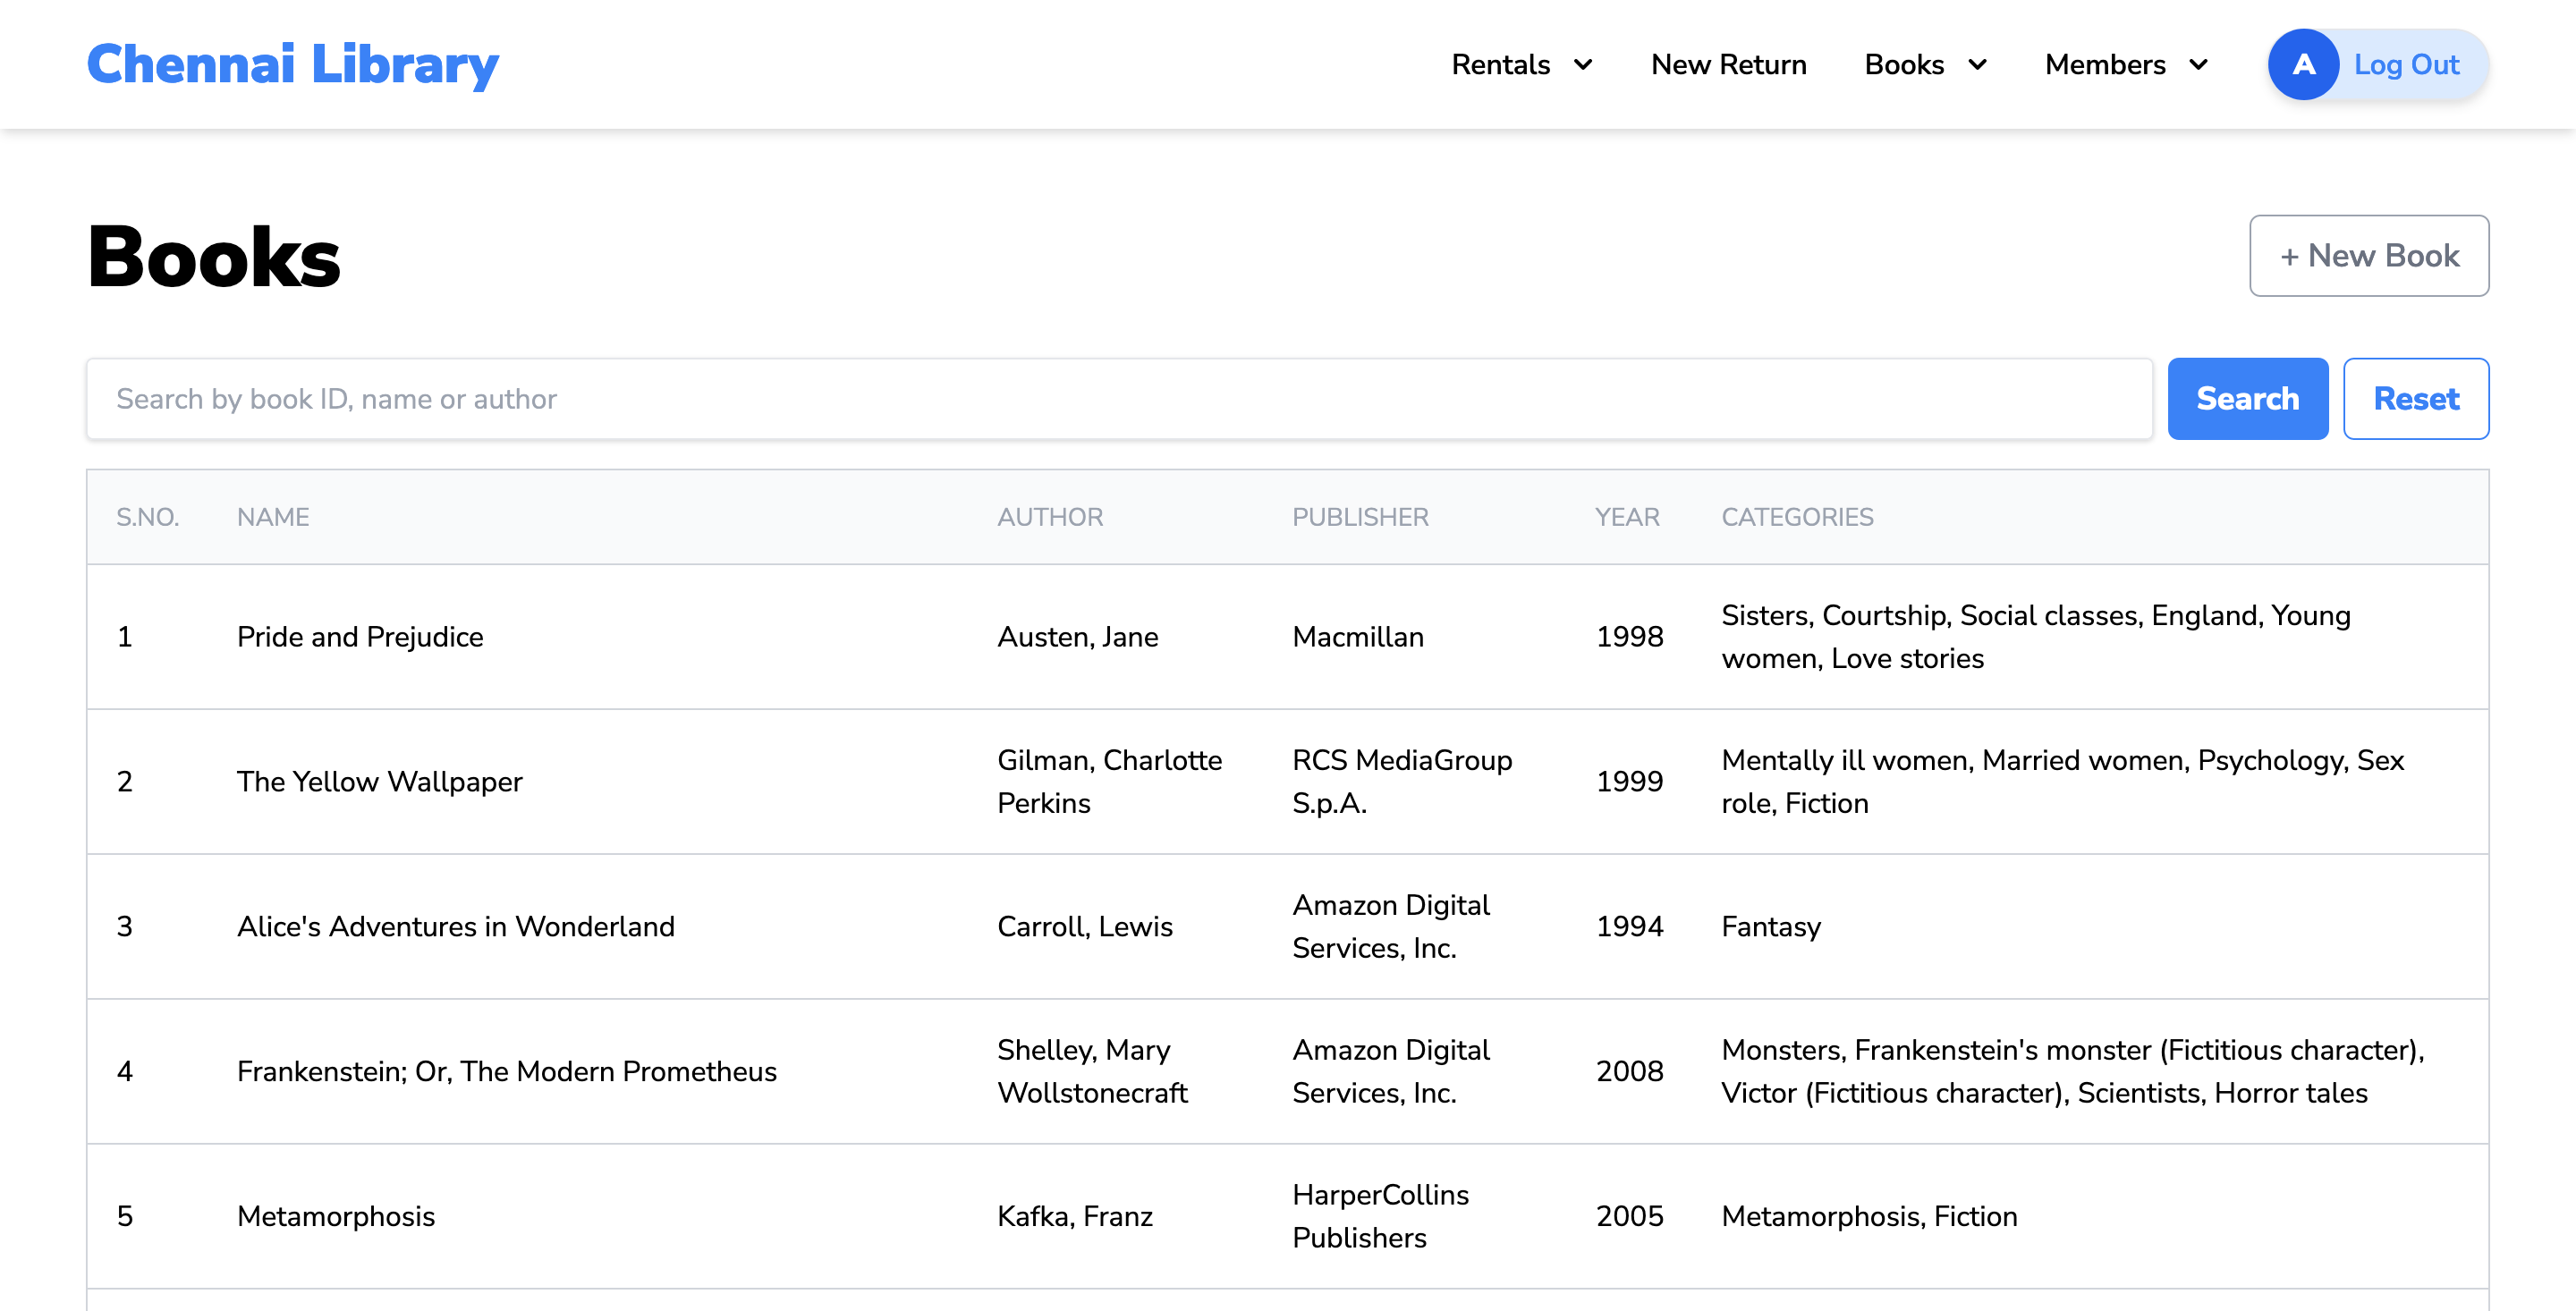 Chennai Library
Rentals
New Return
Books
Members
A
Log Out
Books
+ New Book
Search by book ID, name or author
Search
Reset
S.NO. NAME AUTHOR PUBLISHER YEAR CATEGORIES
1 Pride and Prejudice Austen, Jane Macmillan 1998 Sisters, Courtship, Social classes, England, Young
women, Love stories
2 The Yellow Wallpaper Gilman, Charlotte
Perkins
RCS MediaGroup
S.p.A.
1999
Mentally ill women, Married women, Psychology, Sex
role, Fiction
3 Alice's Adventures in Wonderland Carroll, Lewis Amazon Digital
Services, Inc.
1994 Fantasy
4 Frankenstein; Or, The Modern Prometheus Shelley, Mary
Wollstonecraft
Amazon Digital
Services, Inc.
2008
Monsters, Frankenstein's monster (Fictitious character),
Victor (Fictitious character), Scientists, Horror tales
5 Metamorphosis Kafka, Franz HarperCollins
Publishers
2005 Metamorphosis, Fiction